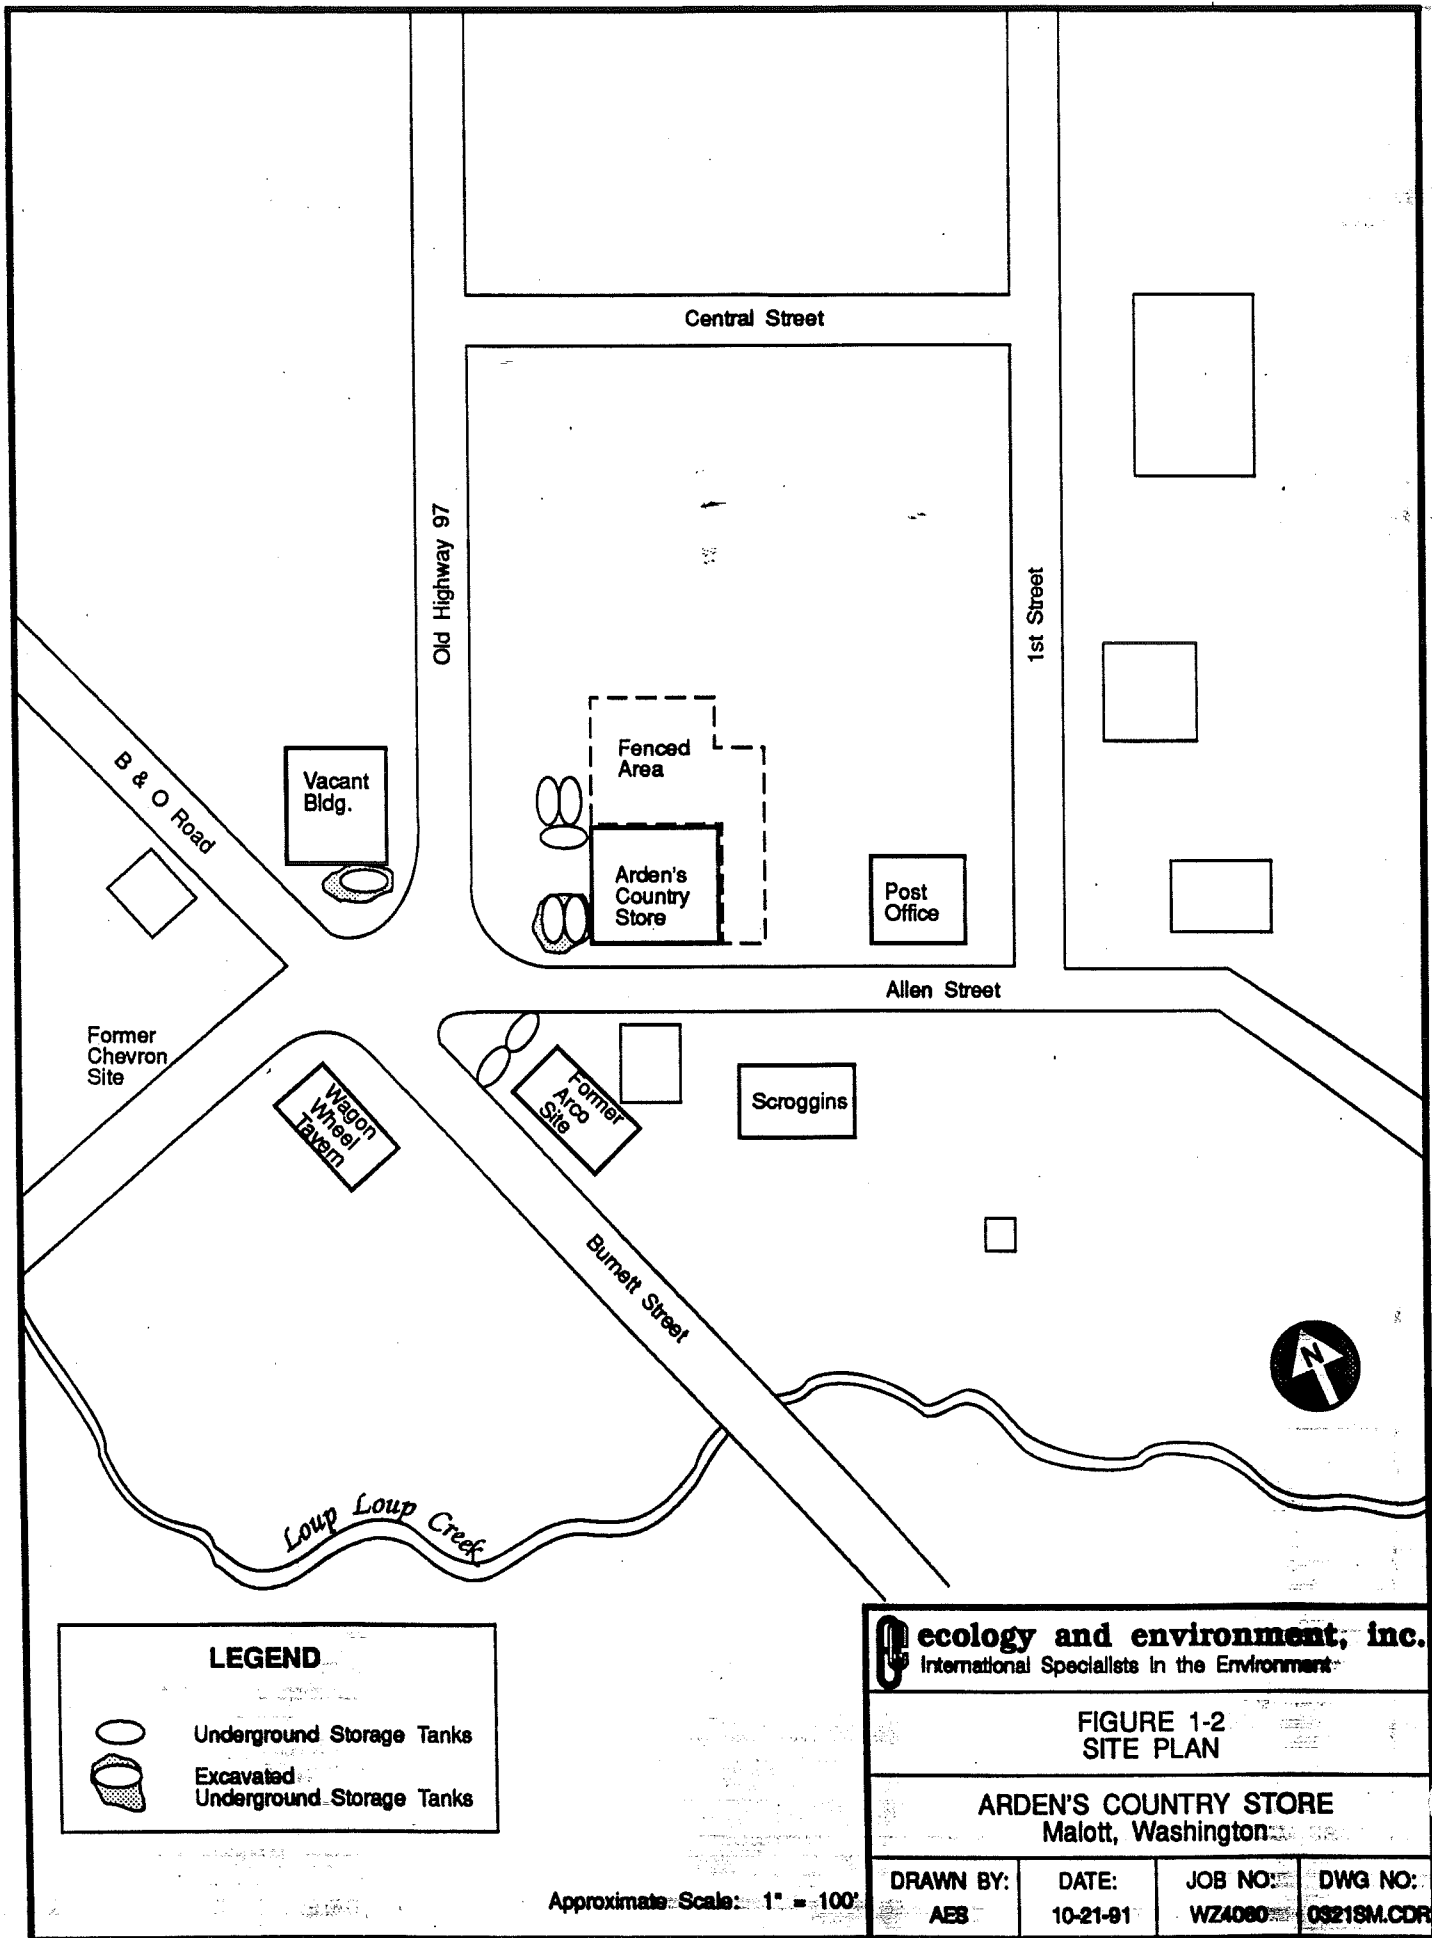 Central Street
Old Highway 97
1st Street
B & O Road
Vacant
Bldg.
Fenced
Area
Arden's
Country
Store
Post
Office
Allen Street
Former
Chevron
Site
Wagon
Wheel
Tavern
Former
Arco
Site
Scroggins
Burnett Street
N
Loup Loup Creek
LEGEND
Underground Storage Tanks
Excavated
Underground Storage Tanks
Approximate Scale: 1" = 100'
ecology and environment, inc.
International Specialists in the Environment
FIGURE 1-2
SITE PLAN
ARDEN'S COUNTRY STORE
Malott, Washington
DRAWN BY:
AES
DATE:
10-21-91
JOB NO:
WZ4060
DWG NO:
0321SM.CDR